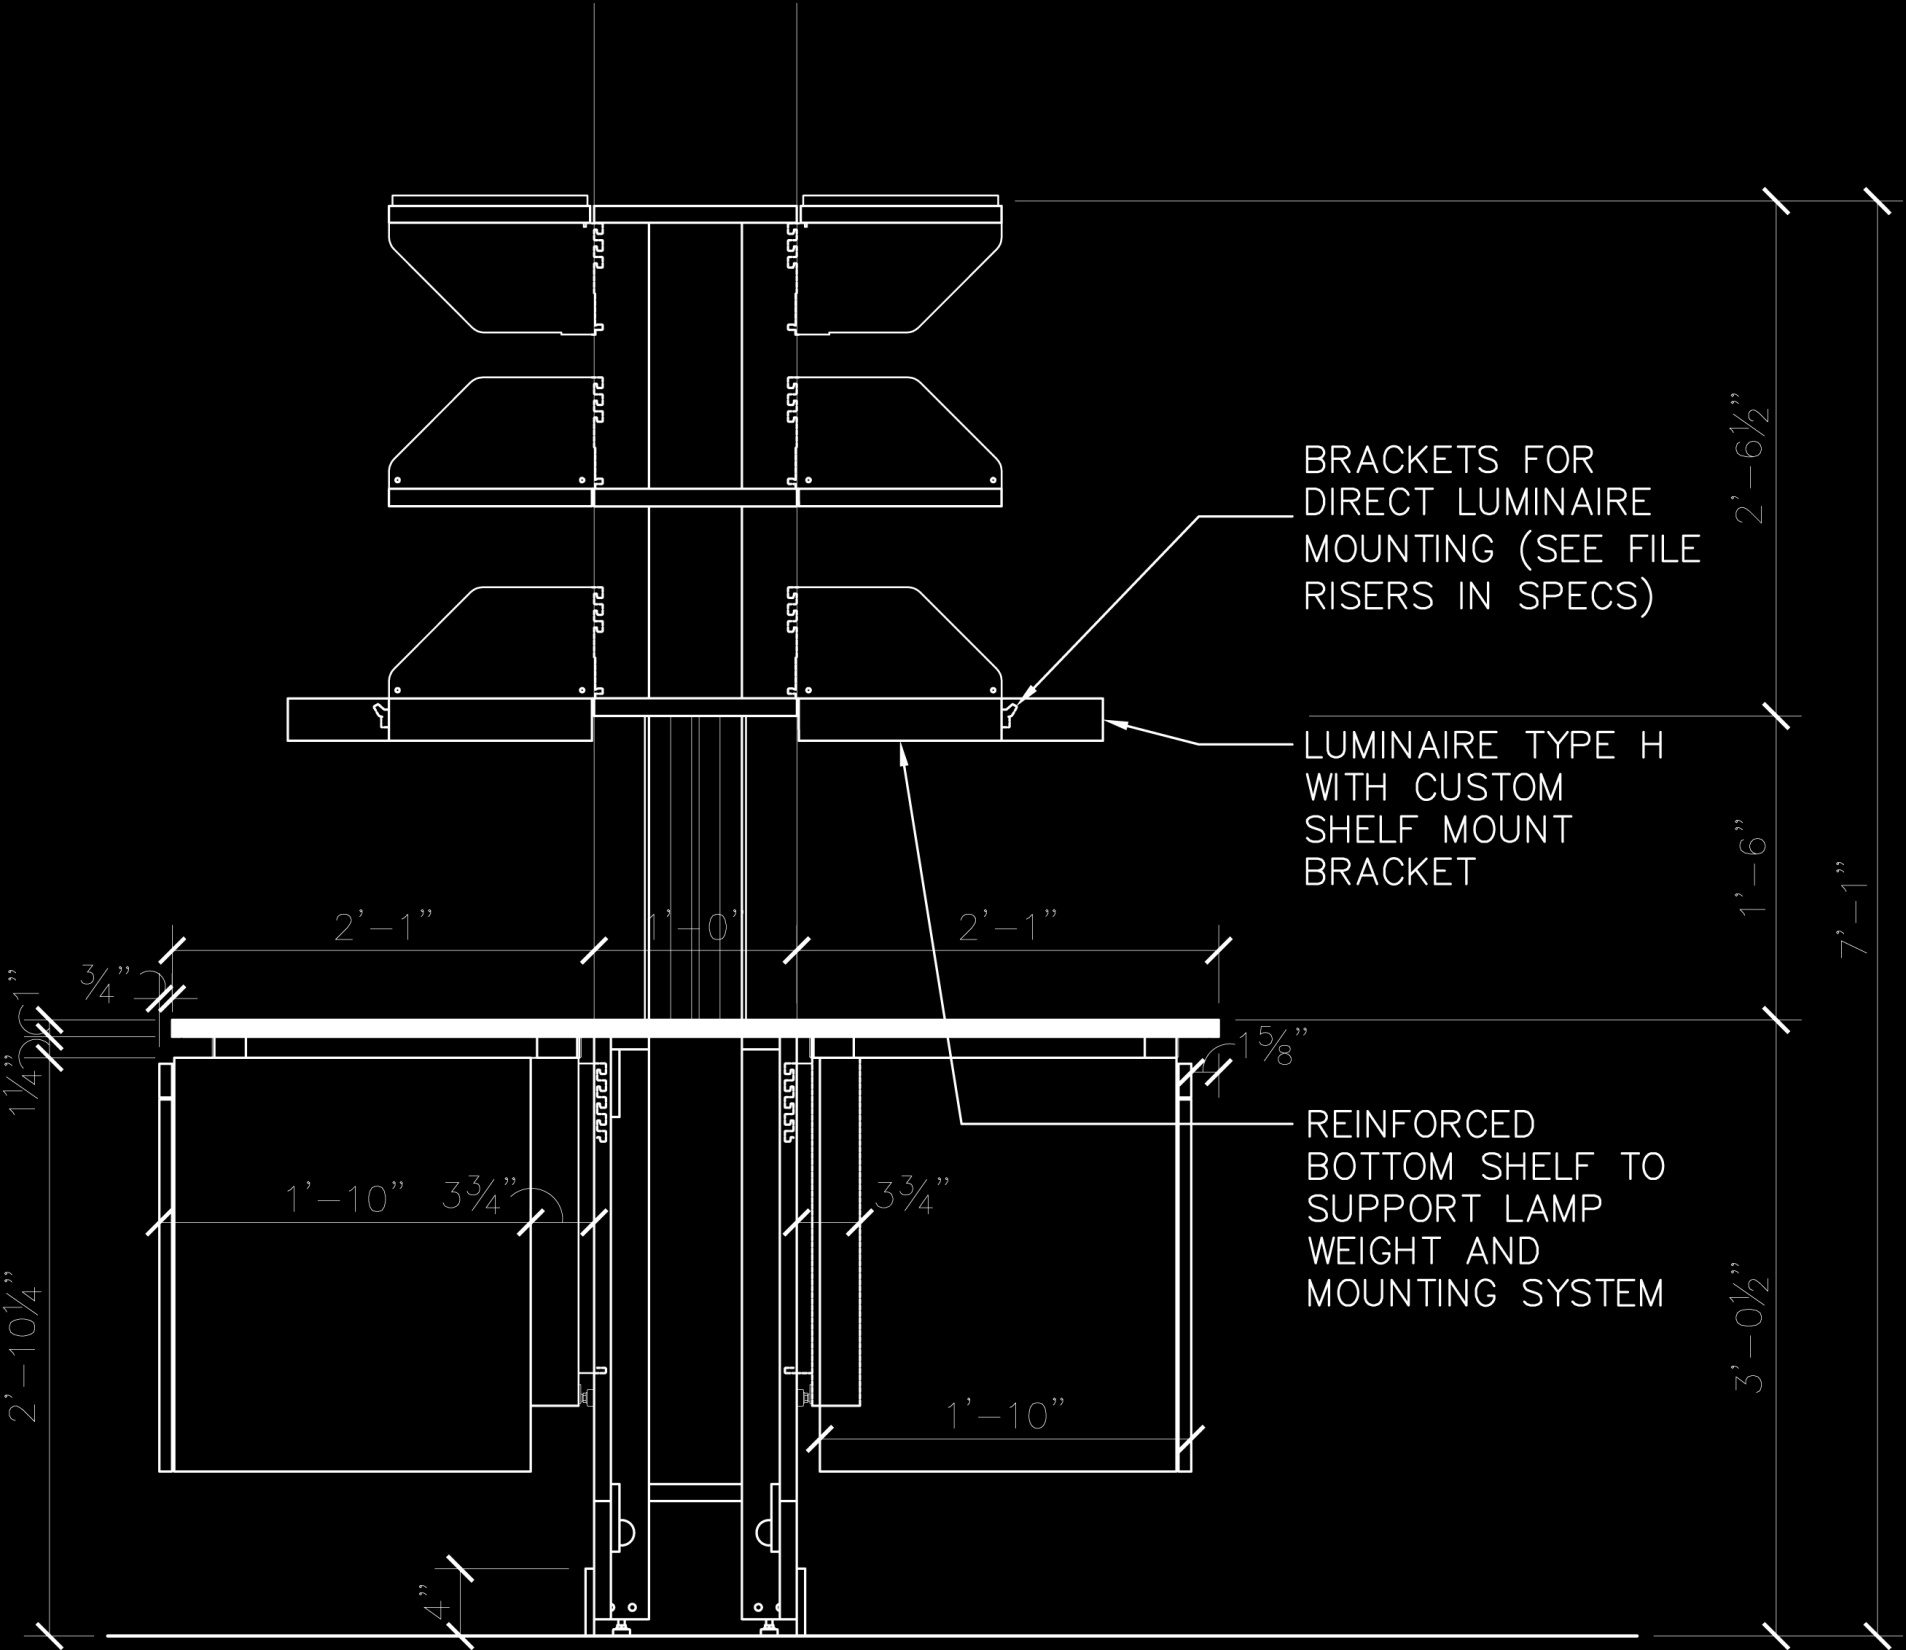 BRACKETS FOR
DIRECT LUMINAIRE
MOUNTING (SEE FILE
RISERS IN SPECS)
2'-6½"
LUMINAIRE TYPE H
WITH CUSTOM
SHELF MOUNT
BRACKET
1'-6"
7'-1"
2'-1"
1'-0"
2'-1"
¾"
1"
1¼"
1⅝"
REINFORCED
BOTTOM SHELF TO
SUPPORT LAMP
WEIGHT AND
MOUNTING SYSTEM
1'-10"
3¾"
3¾"
2'-10¼"
3'-0½"
1'-10"
4"